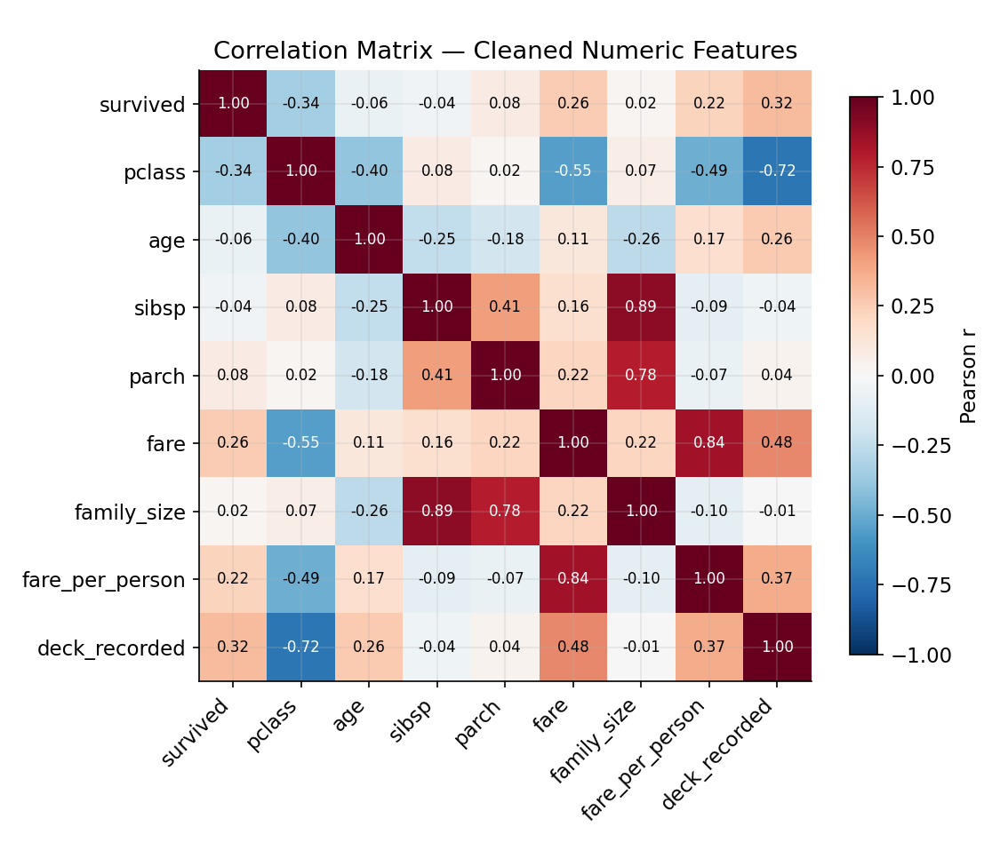 Correlation Matrix — Cleaned Numeric Features
survived 1.00 -0.34 -0.06 -0.04 0.08 0.26 0.02 0.22 0.32
pclass -0.34 1.00 -0.40 0.08 0.02 -0.55 0.07 -0.49 -0.72
age -0.06 -0.40 1.00 -0.25 -0.18 0.11 -0.26 0.17 0.26
sibsp -0.04 0.08 -0.25 1.00 0.41 0.16 0.89 -0.09 -0.04
parch 0.08 0.02 -0.18 0.41 1.00 0.22 0.78 -0.07 0.04
fare 0.26 -0.55 0.11 0.16 0.22 1.00 0.22 0.84 0.48
family_size 0.02 0.07 -0.26 0.89 0.78 0.22 1.00 -0.10 -0.01
fare_per_person 0.22 -0.49 0.17 -0.09 -0.07 0.84 -0.10 1.00 0.37
deck_recorded 0.32 -0.72 0.26 -0.04 0.04 0.48 -0.01 0.37 1.00
survived pclass age sibsp parch fare family_size fare_per_person deck_recorded
1.00
0.75
0.50
0.25
0.00
−0.25
−0.50
−0.75
−1.00
Pearson r